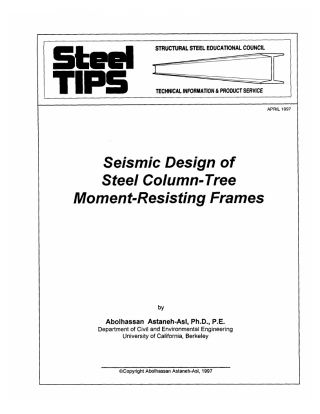 Steel
TIPS
STRUCTURAL STEEL EDUCATIONAL COUNCIL
TECHNICAL INFORMATION & PRODUCT SERVICE
APRIL 1997
Seismic Design of
Steel Column-Tree
Moment-Resisting Frames
by
Abolhassan Astaneh-Asl, Ph.D., P.E.
Department of Civil and Environmental Engineering
University of California, Berkeley
©Copyright Abolhassan Astaneh-Asl, 1997